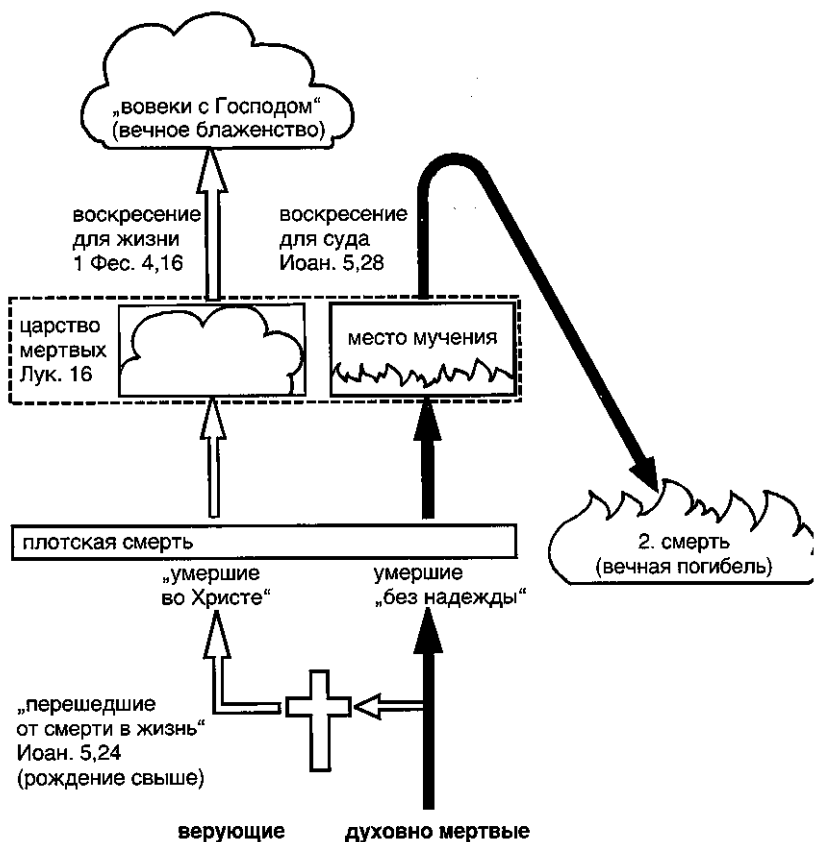 „вовеки с Господом“
(вечное блаженство)
воскресение
для жизни
1 Фес. 4,16
воскресение
для суда
Иоан. 5,28
царство
мертвых
Лук. 16
место мучения
плотская смерть
2. смерть
(вечная погибель)
„умершие
во Христе“
умершие
„без надежды“
„перешедшие
от смерти в жизнь“
Иоан. 5,24
(рождение свыше)
верующие
духовно мертвые